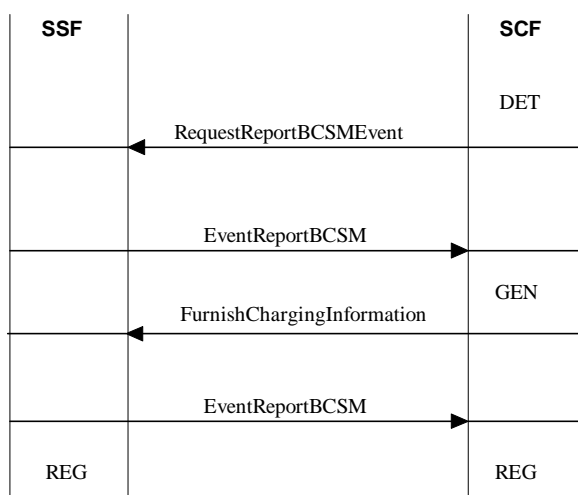 SSF SCF
DET
RequestReportBCSMEvent
EventReportBCSM
GEN
FurnishChargingInformation
EventReportBCSM
REG REG